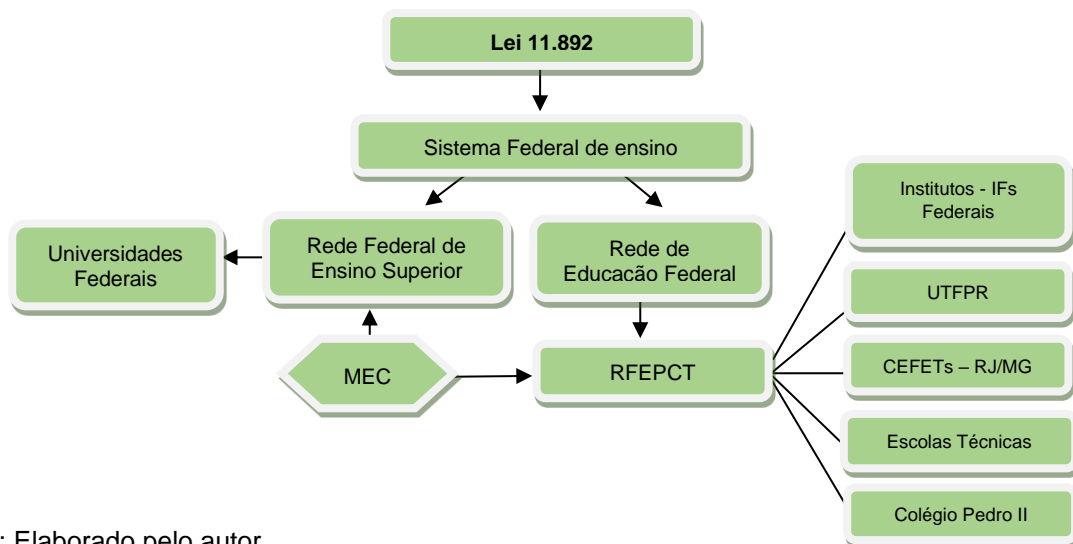 Lei 11.892
Sistema Federal de ensino
Universidades
Federais
Rede Federal de
Ensino Superior
Rede de
Educacão Federal
MEC
RFEPCT
Institutos - IFs
Federais
UTFPR
CEFETs – RJ/MG
Escolas Técnicas
Colégio Pedro II
: Elaborado pelo autor